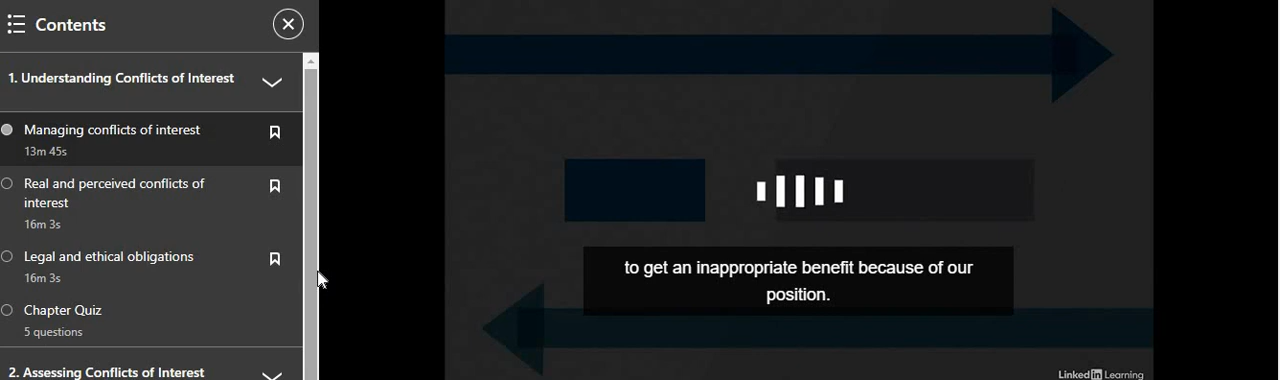 Contents
1. Understanding Conflicts of Interest
Managing conflicts of interest
13m 45s
Real and perceived conflicts of
interest
16m 3s
Legal and ethical obligations
16m 3s
Chapter Quiz
5 questions
2. Assessing Conflicts of Interest
to get an inappropriate benefit because of our
position.
Linked in Learning